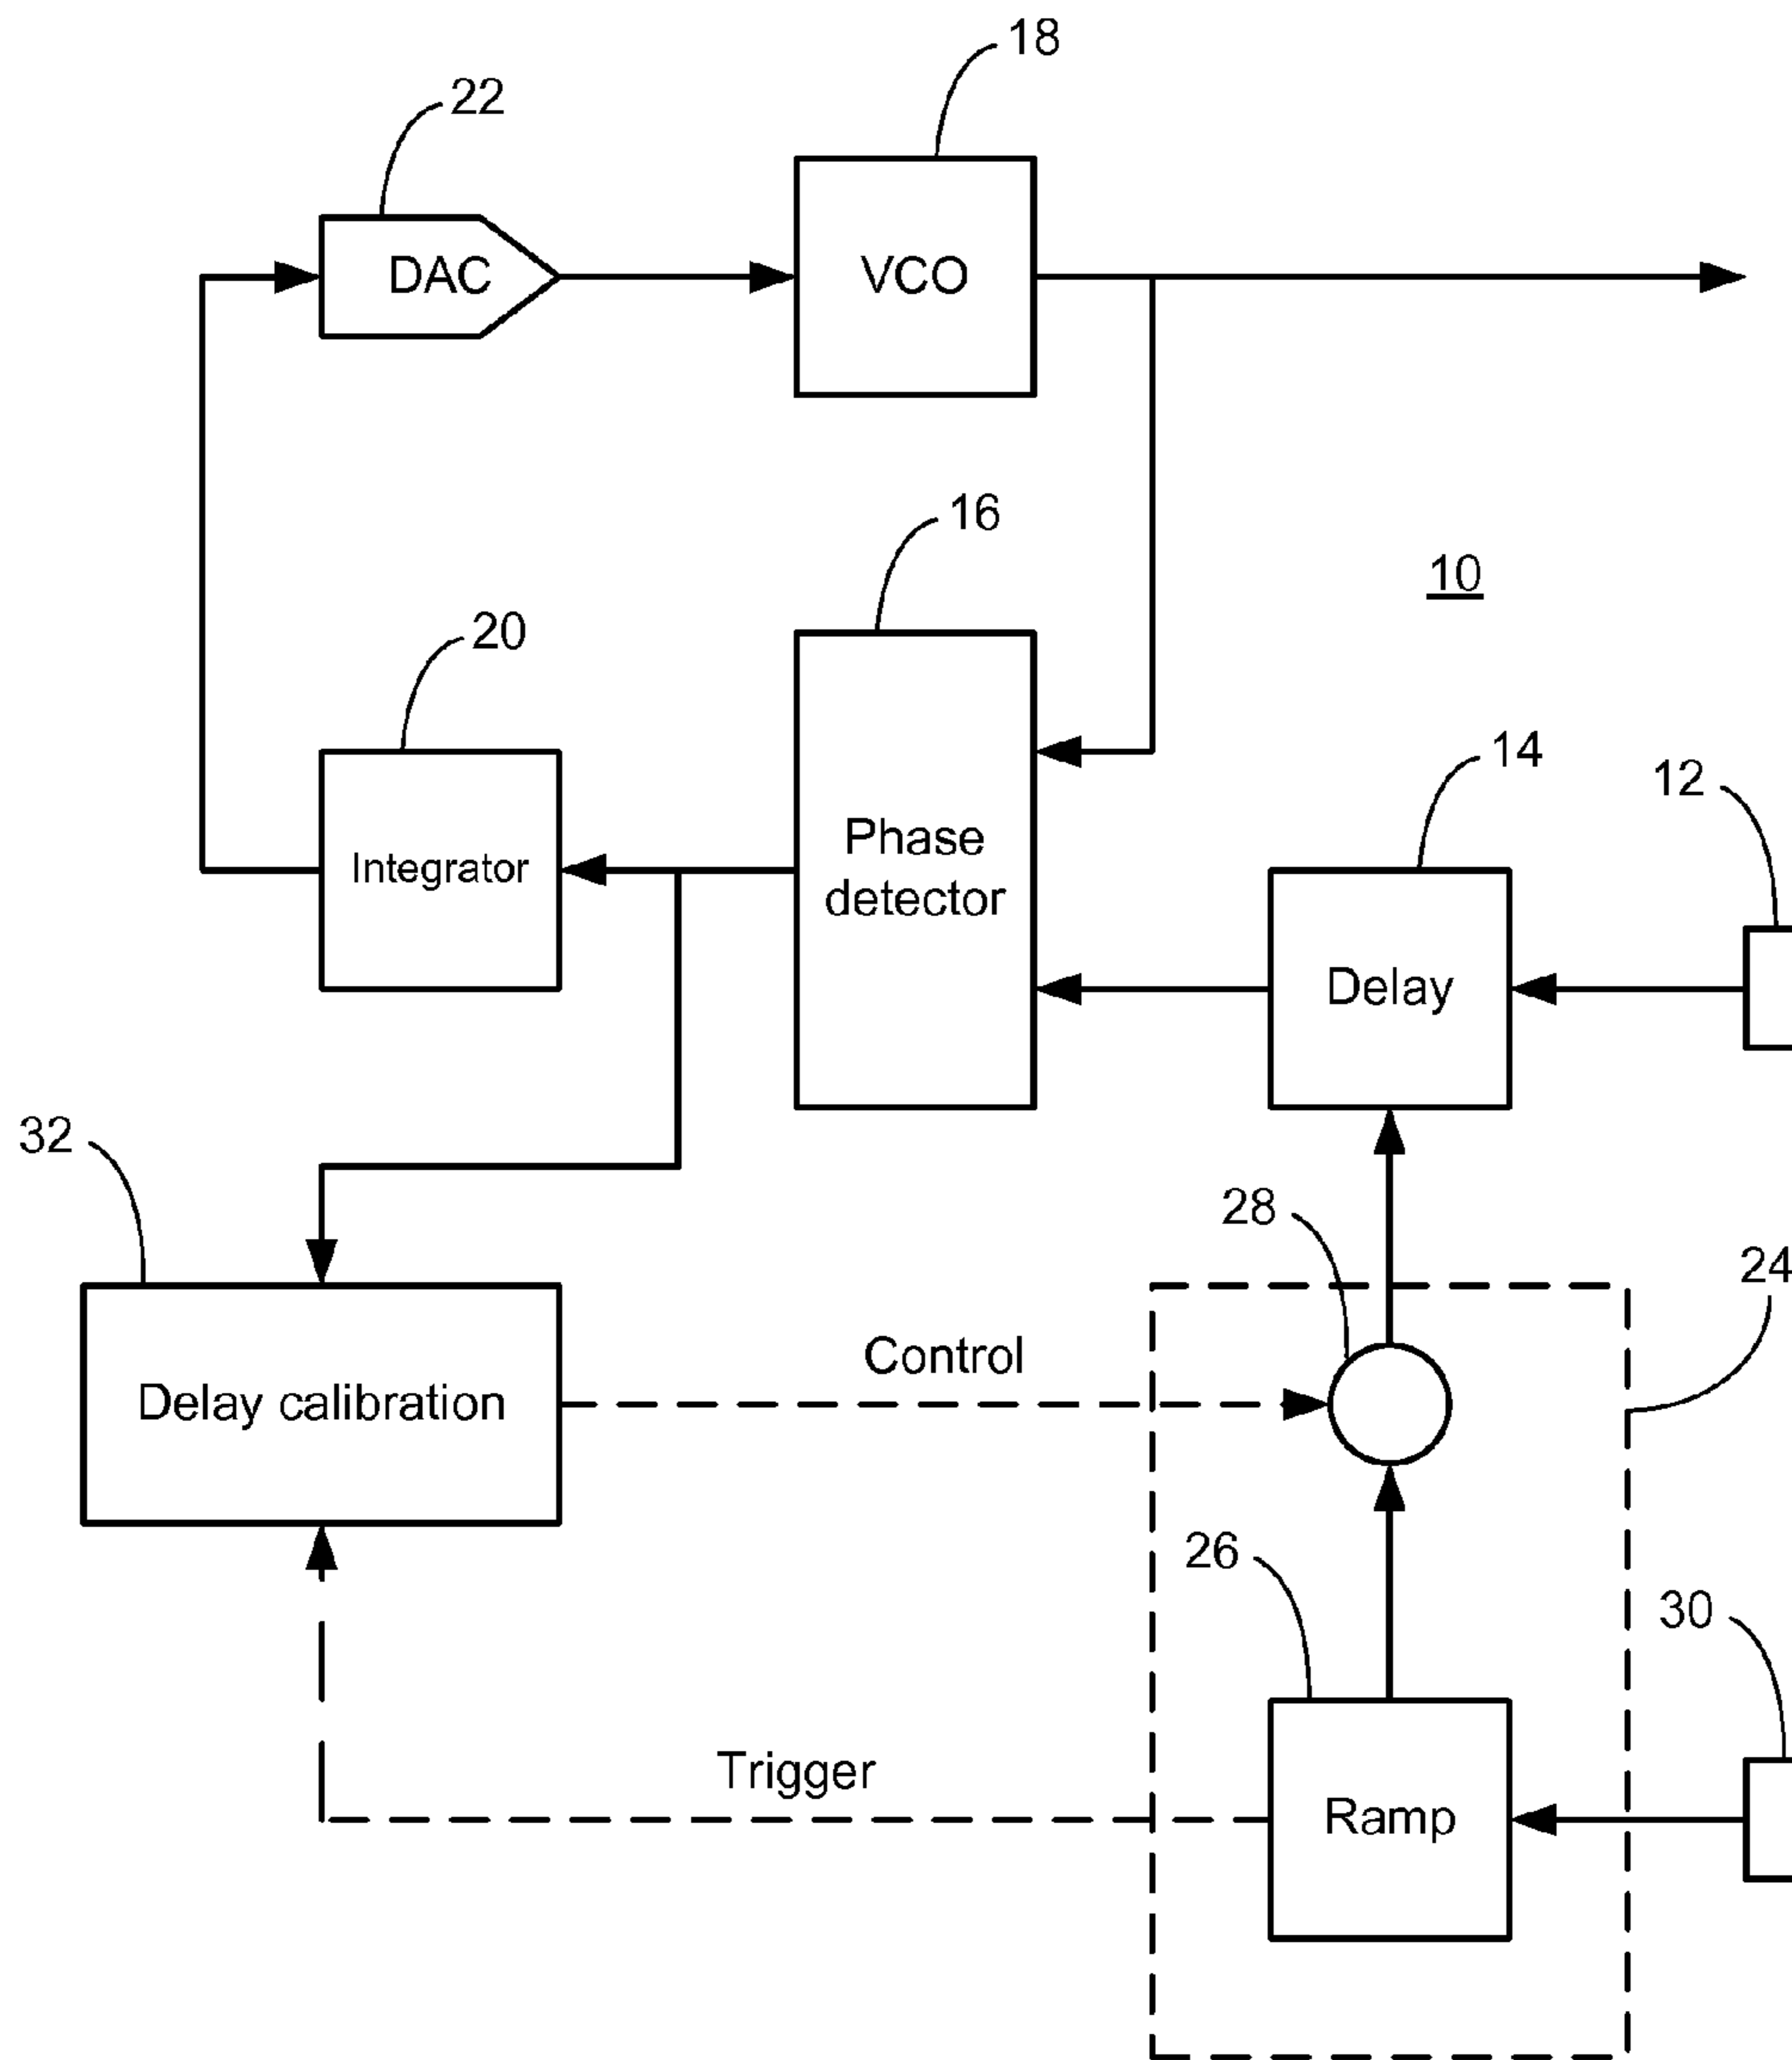 18
22
DAC
VCO
16
10
20
14
12
Phase
detector
Integrator
Delay
32
28
24
Control
Delay calibration
26
30
Trigger
Ramp